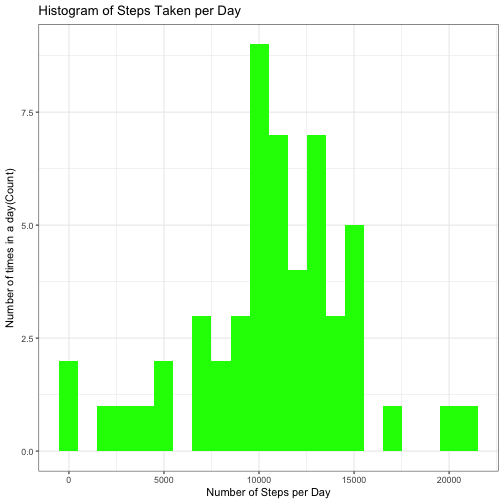 Histogram of Steps Taken per Day
Number of times in a day(Count)
7.5
5.0
2.5
0.0
0 5000 10000 15000 20000
Number of Steps per Day